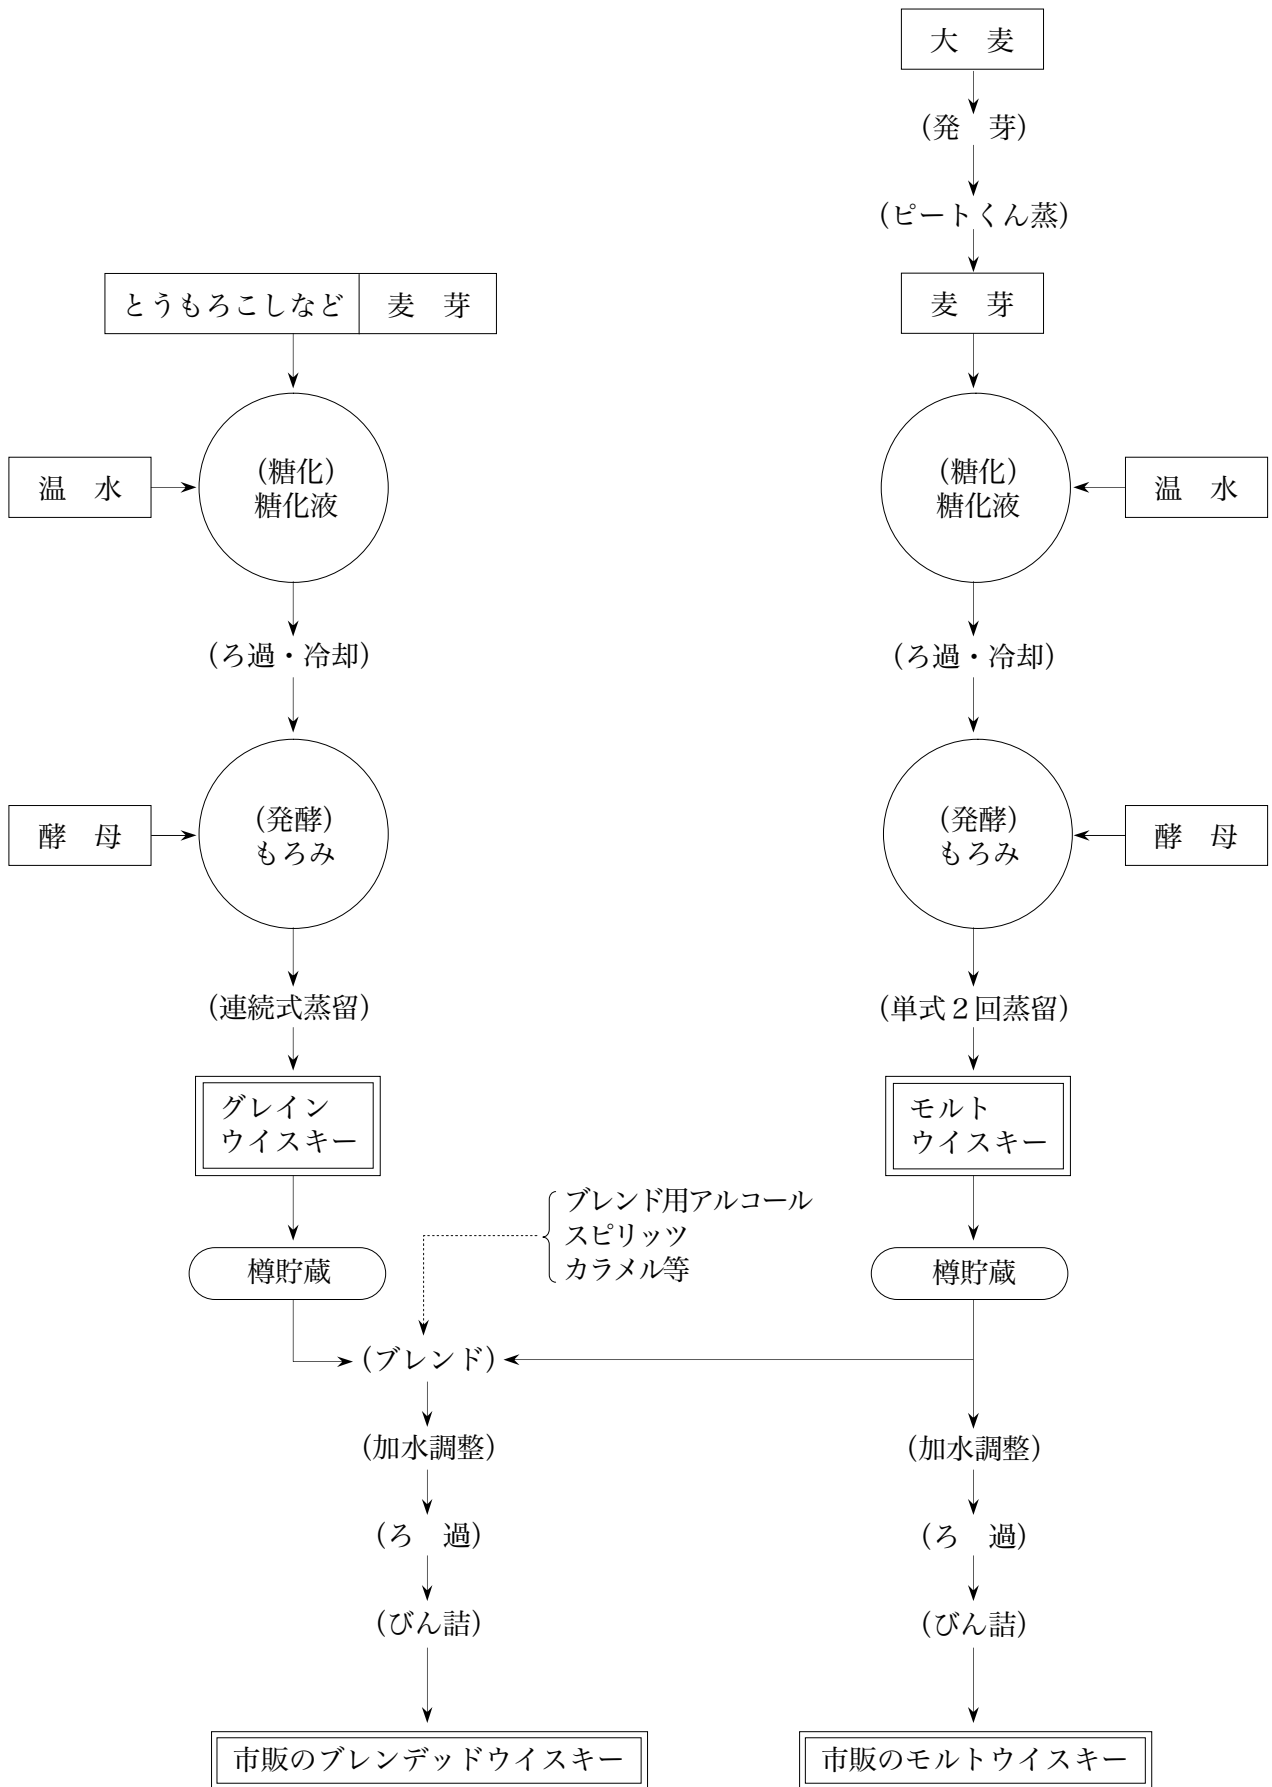 大　麦
（発　芽）
（ピートくん蒸）
とうもろこしなど
麦　芽
麦　芽
温　水
（糖化）
糖化液
（糖化）
糖化液
温　水
（ろ過・冷却）
（ろ過・冷却）
酵　母
（発酵）
もろみ
（発酵）
もろみ
酵　母
（連続式蒸留）
（単式２回蒸留）
グレイン
ウイスキー
モルト
ウイスキー
ブレンド用アルコール
スピリッツ
カラメル等
樽貯蔵
樽貯蔵
（ブレンド）
（加水調整）
（加水調整）
（ろ　過）
（ろ　過）
（びん詰）
（びん詰）
市販のブレンデッドウイスキー
市販のモルトウイスキー